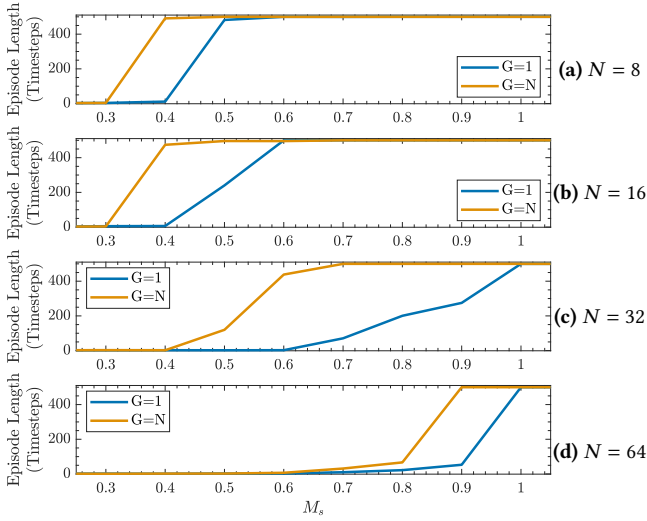 Episode Length
(Timesteps)
400
200
0
0.3 0.4 0.5 0.6 0.7 0.8 0.9 1
G=1
G=N
(a) N = 8
Episode Length
(Timesteps)
400
200
0
0.3 0.4 0.5 0.6 0.7 0.8 0.9 1
G=1
G=N
(b) N = 16
Episode Length
(Timesteps)
400
200
0
0.3 0.4 0.5 0.6 0.7 0.8 0.9 1
G=1
G=N
(c) N = 32
Episode Length
(Timesteps)
400
200
0
0.3 0.4 0.5 0.6 0.7 0.8 0.9 1
G=1
G=N
(d) N = 64
M_s